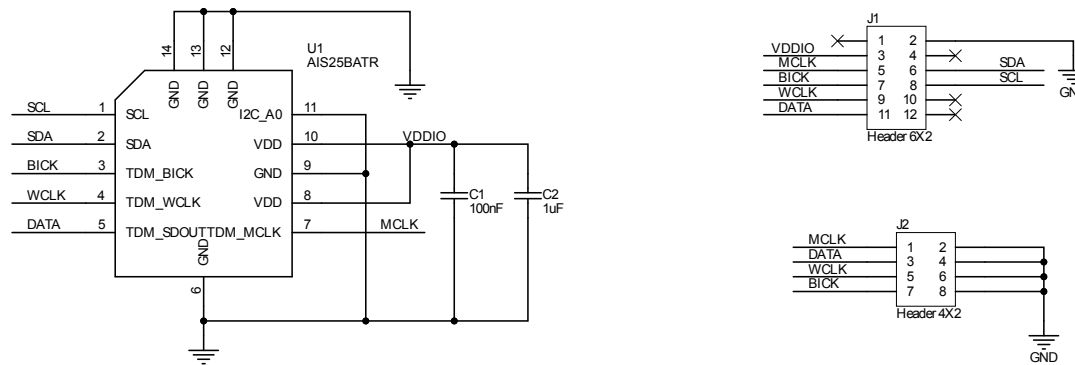 U1
AIS25BATR
14
13
12
GND
GND
GND
SCL
1
SCL
SDA
2
SDA
BICK
3
TDM_BICK
WCLK
4
TDM_WCLK
DATA
5
TDM_SDOUT
I2C_A0
11
VDD
10
VDDIO
GND
9
VDD
8
TDM_MCLK
7
MCLK
GND
6
C1
100nF
C2
1uF
J1
1 2
VDDIO 3 4
MCLK 5 6 SDA
BICK 7 8 SCL
WCLK 9 10
DATA 11 12
Header 6X2
J2
MCLK 1 2
DATA 3 4
WCLK 5 6
BICK 7 8
Header 4X2
GND